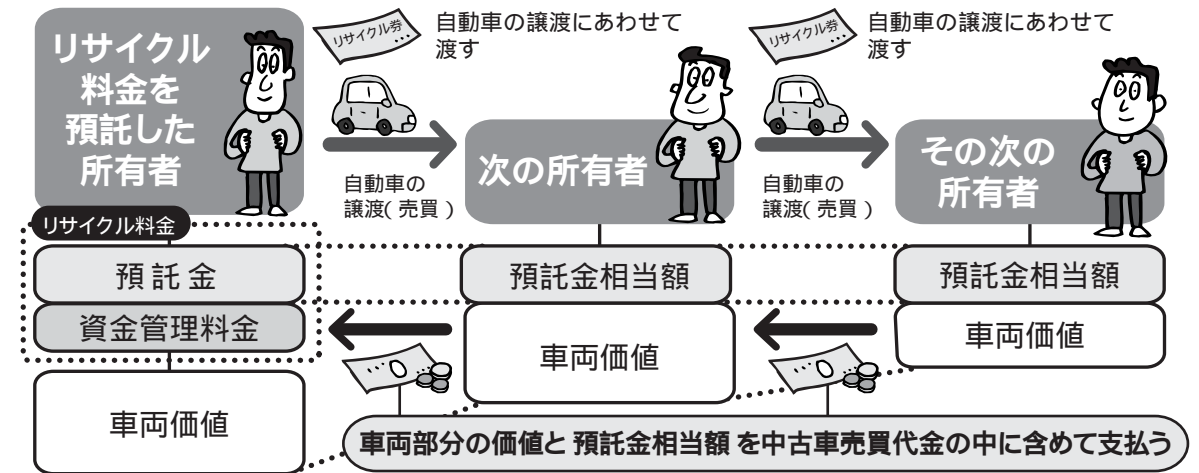 リサイクル
料金を
預託した
所有者
リサイクル券
自動車の譲渡にあわせて
渡す
自動車の
譲渡(売買)
次の所有者
リサイクル券
自動車の譲渡にあわせて
渡す
自動車の
譲渡(売買)
その次の
所有者
リサイクル料金
預託金
資金管理料金
車両価値
預託金相当額
車両価値
預託金相当額
車両価値
車両部分の価値と預託金相当額を中古車売買代金の中に含めて支払う